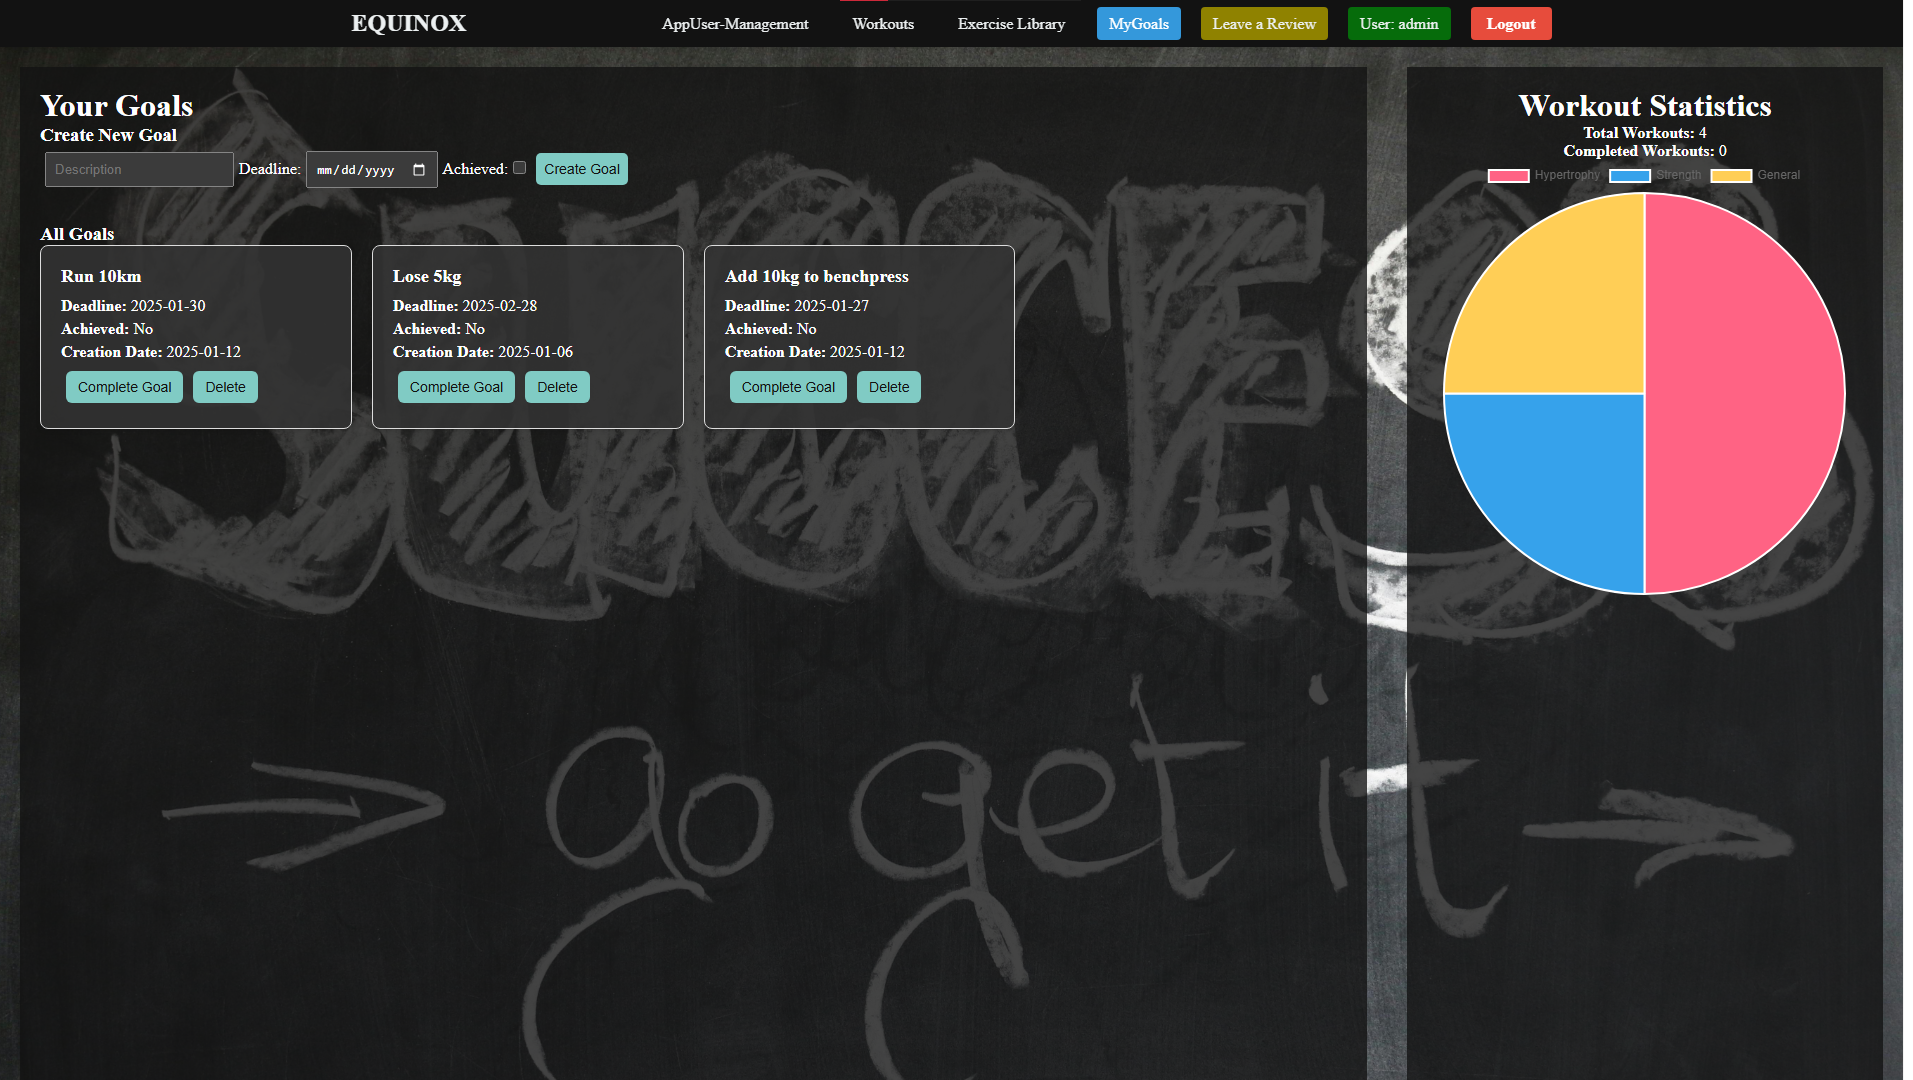 EQUINOX AppUser-Management Workouts Exercise Library MyGoals Leave a Review User: admin Logout
Your Goals
Create New Goal
Description Deadline: mm/dd/yyyy Achieved: Create Goal
All Goals
Run 10km
Deadline: 2025-01-30
Achieved: No
Creation Date: 2025-01-12
Complete Goal Delete
Lose 5kg
Deadline: 2025-02-28
Achieved: No
Creation Date: 2025-01-06
Complete Goal Delete
Add 10kg to benchpress
Deadline: 2025-01-27
Achieved: No
Creation Date: 2025-01-12
Complete Goal Delete
Workout Statistics
Total Workouts: 4
Completed Workouts: 0
Hypertrophy Strength General
SUCCESS
go get it